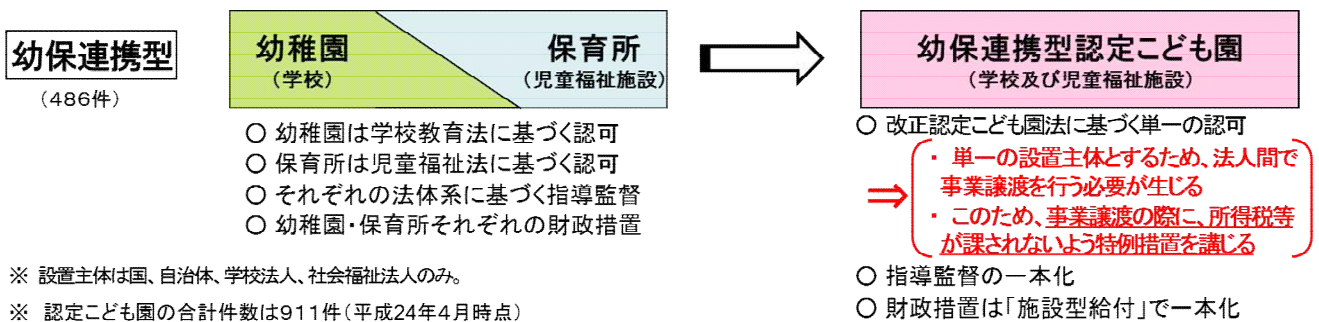 幼保連携型
(486件)
幼稚園
(学校)
保育所
(児童福祉施設)
○ 幼稚園は学校教育法に基づく認可
○ 保育所は児童福祉法に基づく認可
○ それぞれの法体系に基づく指導監督
○ 幼稚園・保育所それぞれの財政措置
※ 設置主体は国、自治体、学校法人、社会福祉法人のみ。
※ 認定こども園の合計件数は911件(平成24年4月時点)
幼保連携型認定こども園
(学校及び児童福祉施設)
○ 改正認定こども園法に基づく単一の認可
・ 単一の設置主体とするため、法人間で
事業譲渡を行う必要が生じる
・ このため、事業譲渡の際に、所得税等
が課されないよう特例措置を講じる
○ 指導監督の一本化
○ 財政措置は「施設型給付」で一本化